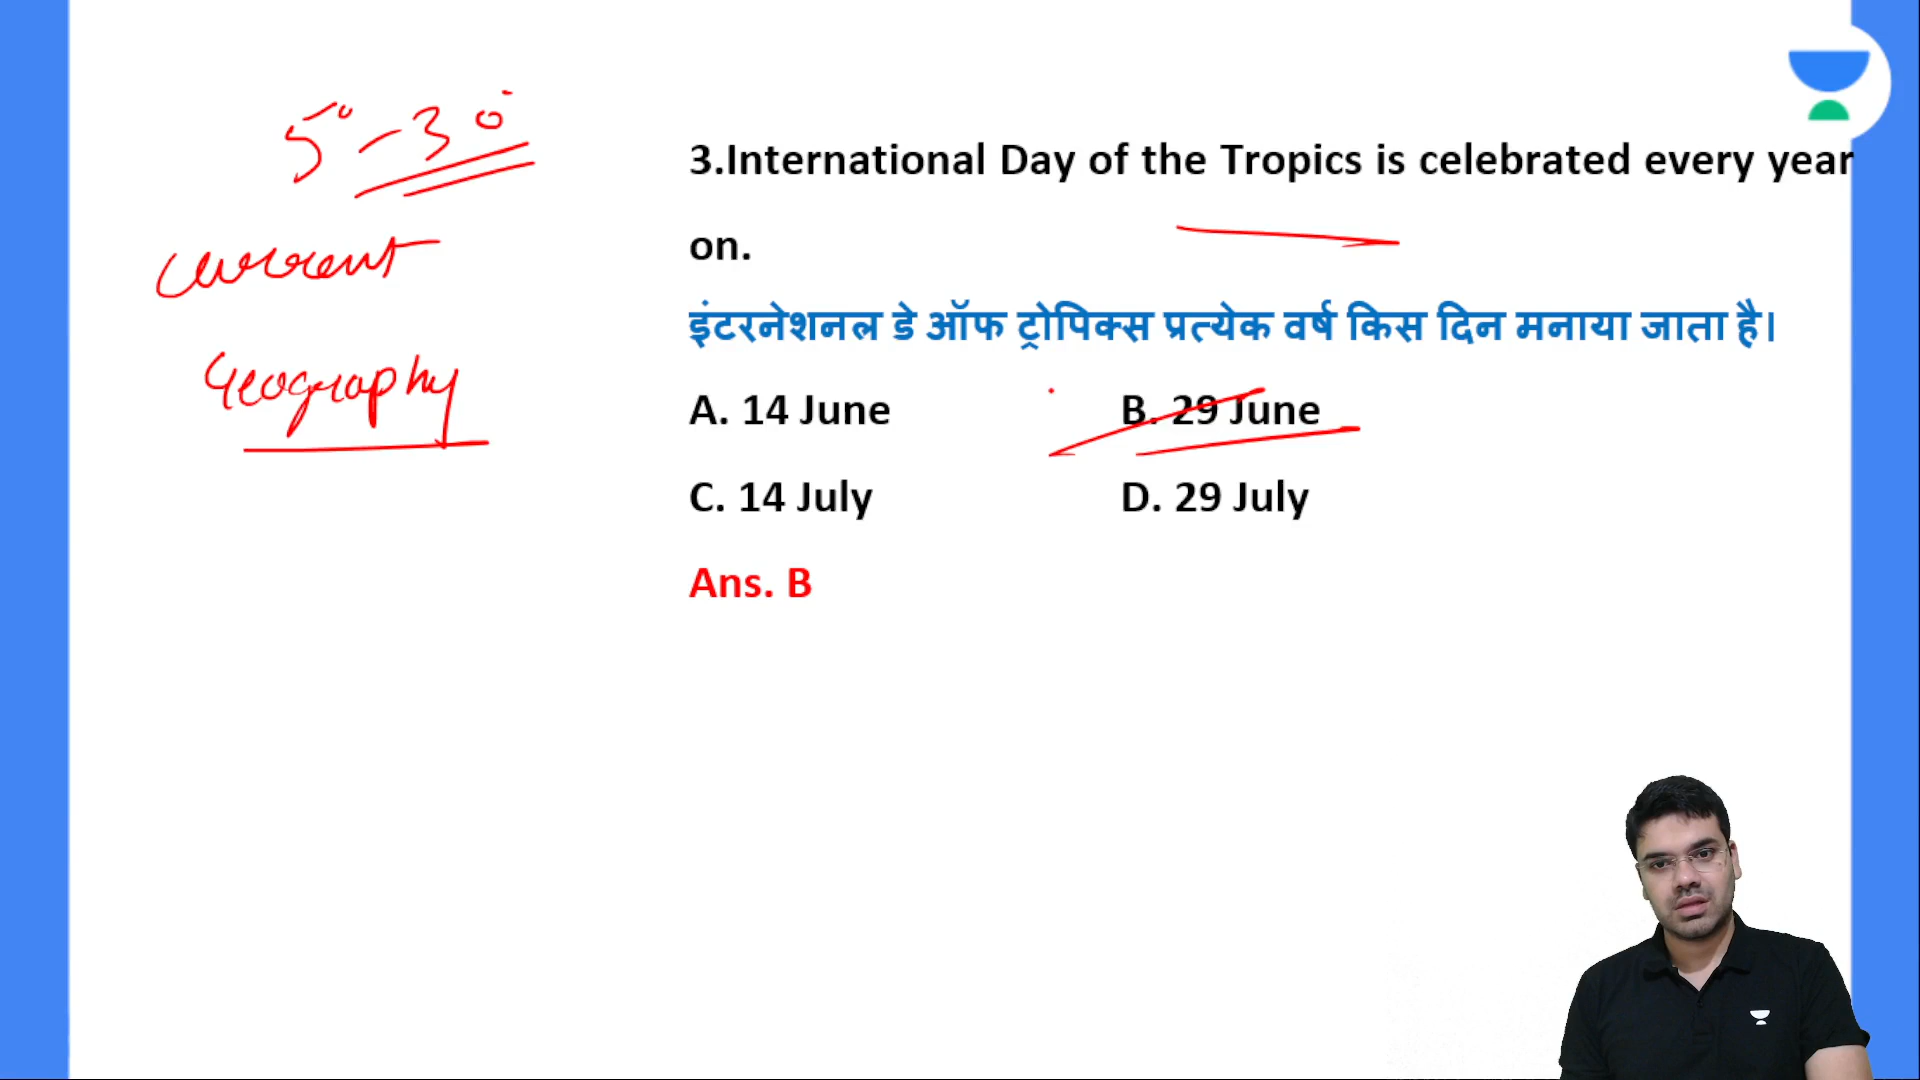 5° - 30°
Current
Geography
3.International Day of the Tropics is celebrated every year
on.
इंटरनेशनल डे ऑफ ट्रोपिक्स प्रत्येक वर्ष किस दिन मनाया जाता है।
A. 14 June B. 29 June
C. 14 July D. 29 July
Ans. B